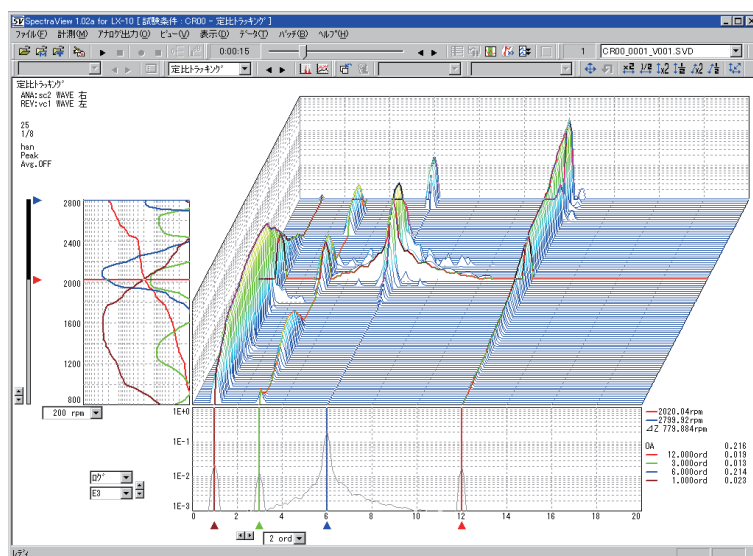 SpectraView 1.02a for LX-10 [試験条件：CR00 - 定比トラッキング]
ファイル(F) 計測(M) アナログ出力(O) ビュー(V) 表示(D) データ(T) バッチ(B) ヘルプ(H)
0:00:15 1 CR00_0001_V001.SVD
定比トラッキング
定比トラッキング
ANA:sc2 WAVE 右
REV:vc1 WAVE 左
25
1/8
han
Peak
Avg.OFF
2800
2400
2000
1600
1200
800
200 rpm
1E+0
1E-1
1E-2
1E-3
ログ
E3
0 2 4 6 8 10 12 14 16 18 20
2 ord
2020.04rpm
2799.92rpm
⊿Z 779.884rpm
OA 0.216
12.000ord 0.019
3.000ord 0.013
6.000ord 0.214
1.000ord 0.023
レディ